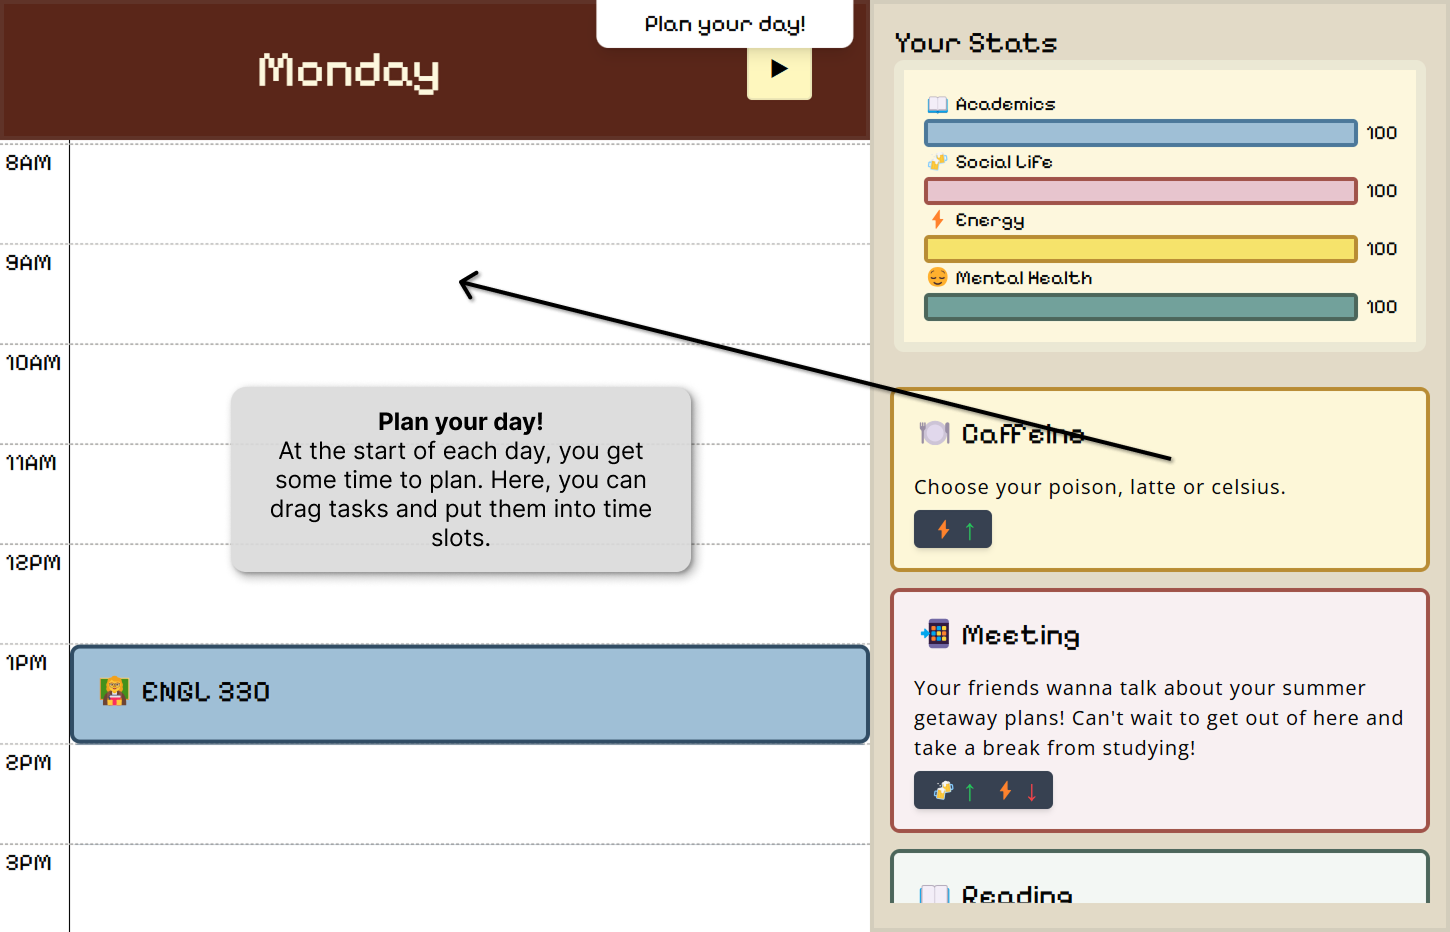 Plan your day!
Monday
8AM
9AM
10AM
11AM
12PM
1PM
2PM
3PM
Plan your day!
At the start of each day, you get
some time to plan. Here, you can
drag tasks and put them into time
slots.
ENGL 330
Your Stats
Academics
100
Social Life
100
Energy
100
Mental Health
100
Caffeine
Choose your poison, latte or celsius.
Meeting
Your friends wanna talk about your summer
getaway plans! Can't wait to get out of here and
take a break from studying!
Reading